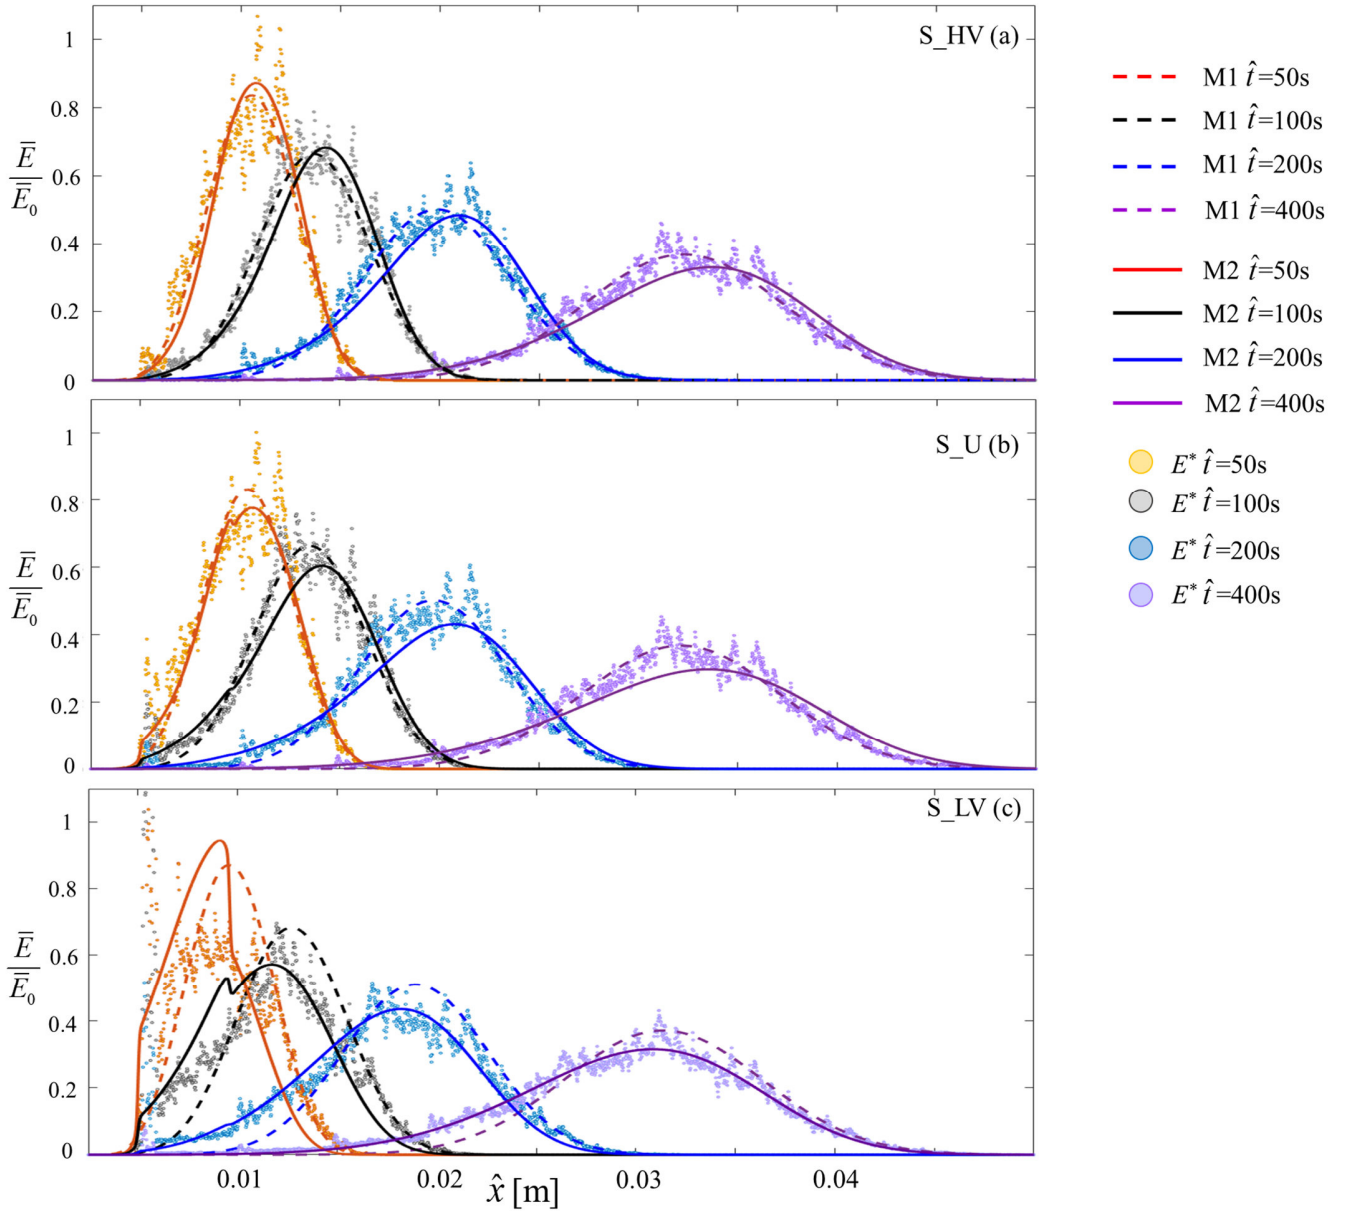 S_HV (a)
1
0.8
0.6
0.4
0.2
0
E̅
E̅₀
S_U (b)
1
0.8
0.6
0.4
0.2
0
E̅
E̅₀
S_LV (c)
1
0.8
0.6
0.4
0.2
0
E̅
E̅₀
0.01
0.02
0.03
0.04
x̂ [m]
M1 t̂=50s
M1 t̂=100s
M1 t̂=200s
M1 t̂=400s
M2 t̂=50s
M2 t̂=100s
M2 t̂=200s
M2 t̂=400s
E* t̂=50s
E* t̂=100s
E* t̂=200s
E* t̂=400s